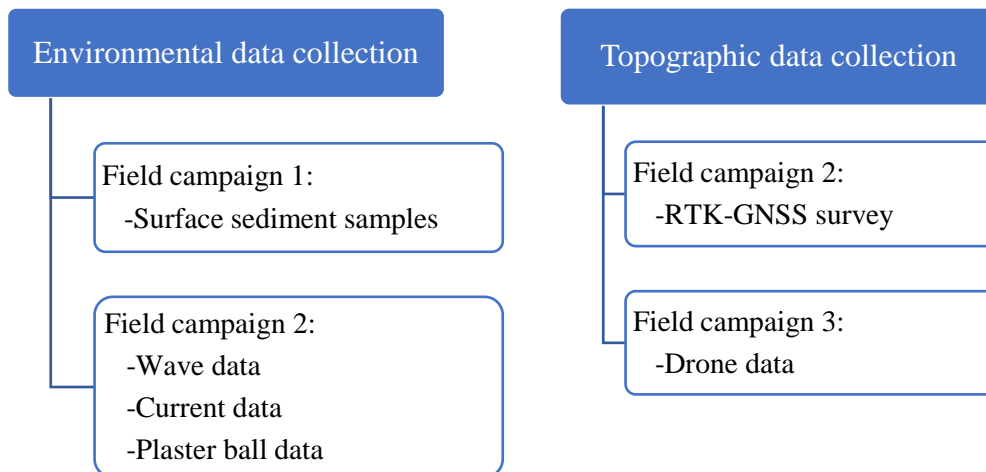 Environmental data collection
Field campaign 1:
-Surface sediment samples
Field campaign 2:
-Wave data
-Current data
-Plaster ball data
Topographic data collection
Field campaign 2:
-RTK-GNSS survey
Field campaign 3:
-Drone data